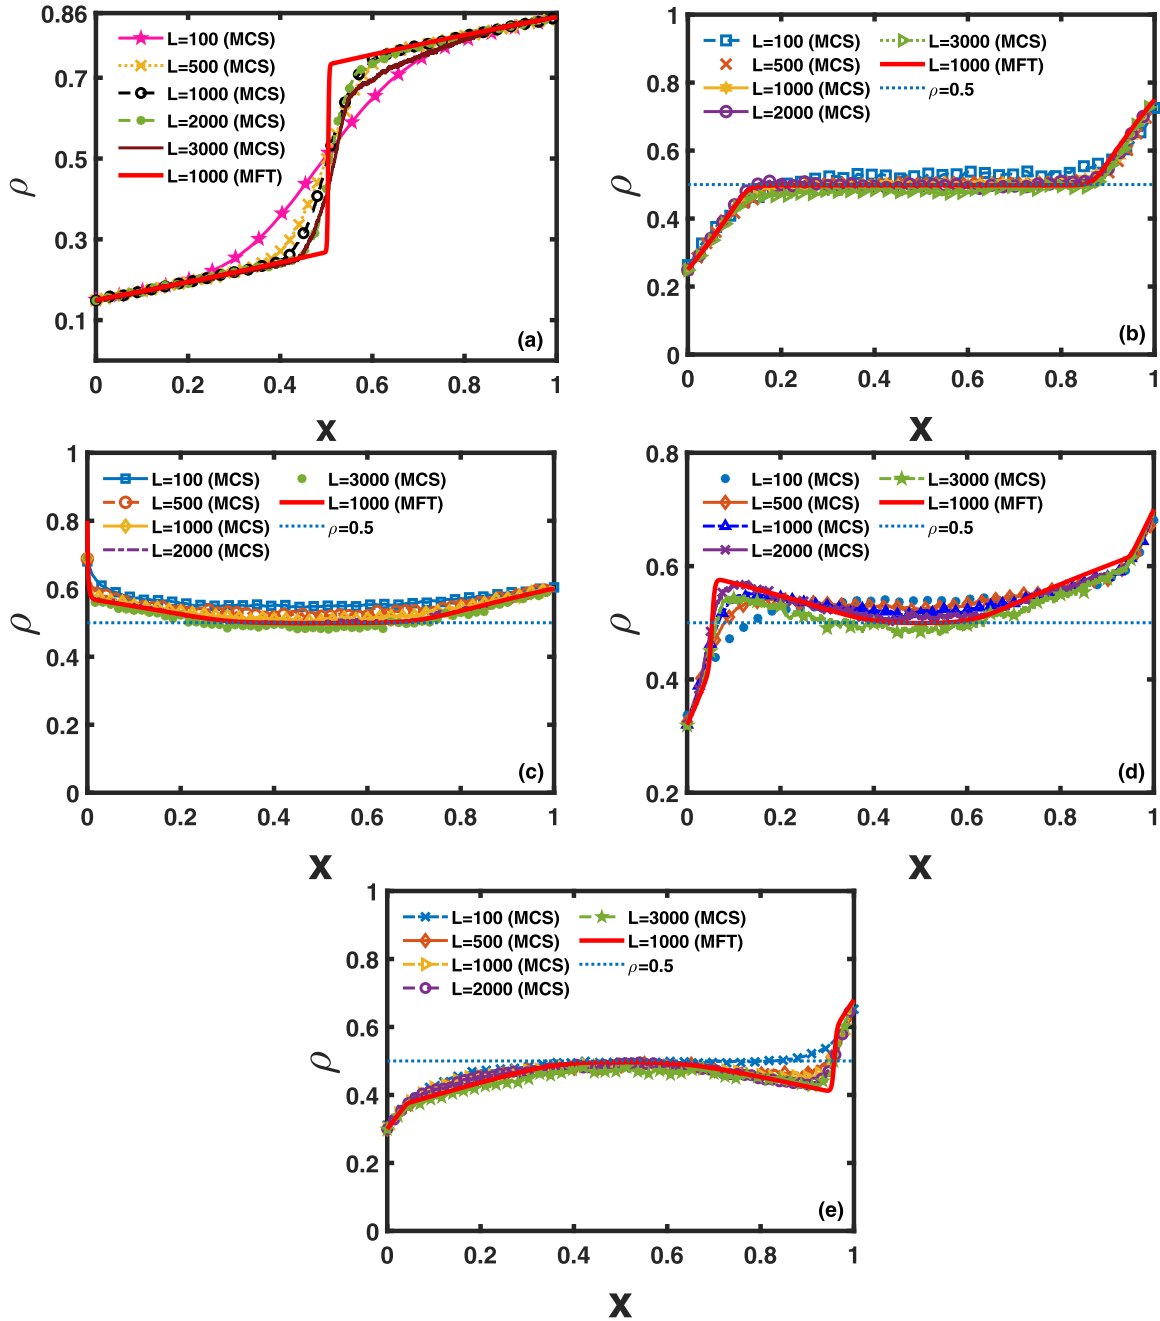 0.86
0.7
0.5
0.3
0.1
ρ
L=100 (MCS)
L=500 (MCS)
L=1000 (MCS)
L=2000 (MCS)
L=3000 (MCS)
L=1000 (MFT)
(a)
0 0.2 0.4 0.6 0.8 1
x
1
0.8
0.6
0.4
0.2
0
ρ
L=100 (MCS)
L=500 (MCS)
L=1000 (MCS)
L=2000 (MCS)
L=3000 (MCS)
L=1000 (MFT)
ρ=0.5
(b)
0 0.2 0.4 0.6 0.8 1
x
1
0.8
0.6
0.4
0.2
0
ρ
L=100 (MCS)
L=500 (MCS)
L=1000 (MCS)
L=2000 (MCS)
L=3000 (MCS)
L=1000 (MFT)
ρ=0.5
(c)
0 0.2 0.4 0.6 0.8 1
x
0.8
0.6
0.4
0.2
ρ
L=100 (MCS)
L=500 (MCS)
L=1000 (MCS)
L=2000 (MCS)
L=3000 (MCS)
L=1000 (MFT)
ρ=0.5
(d)
0 0.2 0.4 0.6 0.8 1
x
1
0.8
0.6
0.4
0.2
0
ρ
L=100 (MCS)
L=500 (MCS)
L=1000 (MCS)
L=2000 (MCS)
L=3000 (MCS)
L=1000 (MFT)
ρ=0.5
(e)
0 0.2 0.4 0.6 0.8 1
x